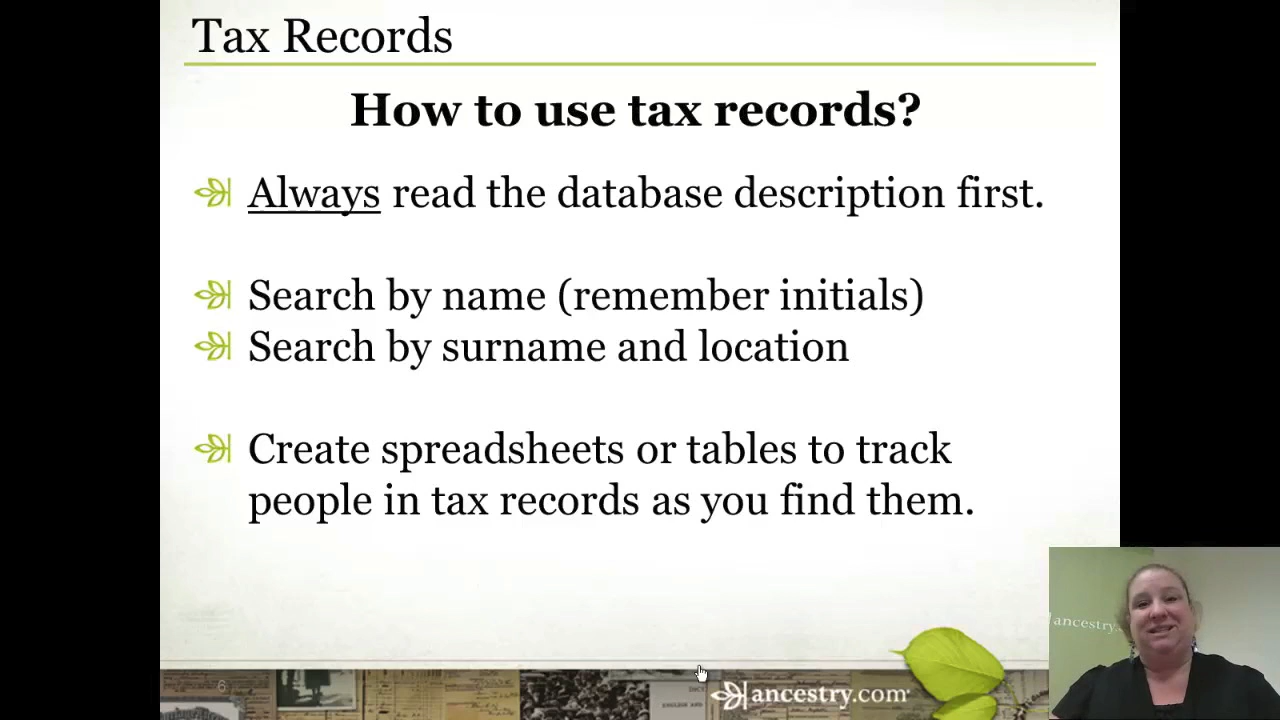 Tax Records
How to use tax records?
Always read the database description first.
Search by name (remember initials)
Search by surname and location
Create spreadsheets or tables to track
people in tax records as you find them.
6
ancestry.com
ancestry.